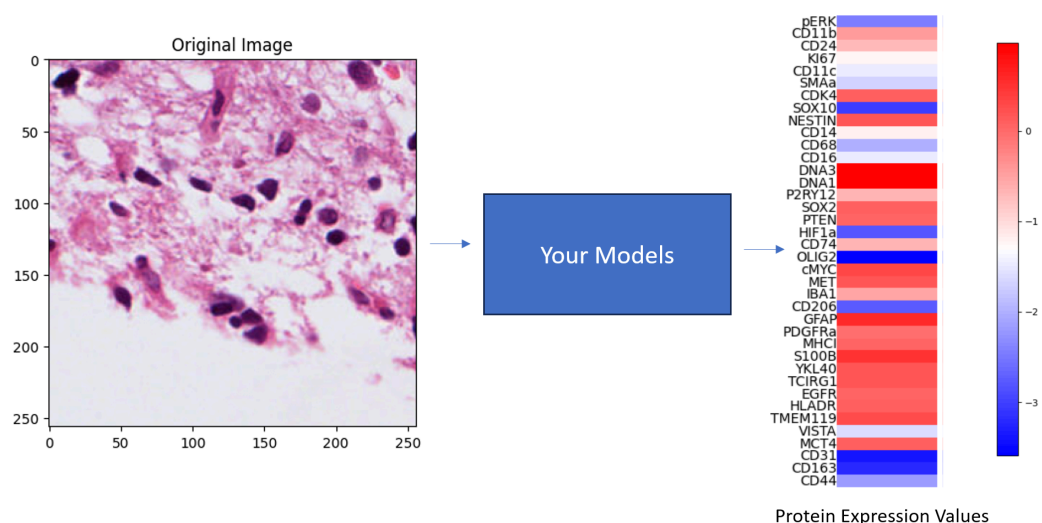 Original Image
0
50
100
150
200
250
0 50 100 150 200 250
Your Models
pERK
CD11b
CD24
KI67
CD11c
SMAa
CDK4
SOX10
NESTIN
CD14
CD68
CD16
DNA3
DNA1
P2RY12
SOX2
PTEN
HIF1a
CD74
OLIG2
cMYC
MET
IBA1
CD206
GFAP
PDGFRa
MHCI
S100B
YKL40
TCIRG1
EGFR
HLADR
TMEM119
VISTA
MCT4
CD31
CD163
CD44
0
−1
−2
−3
Protein Expression Values